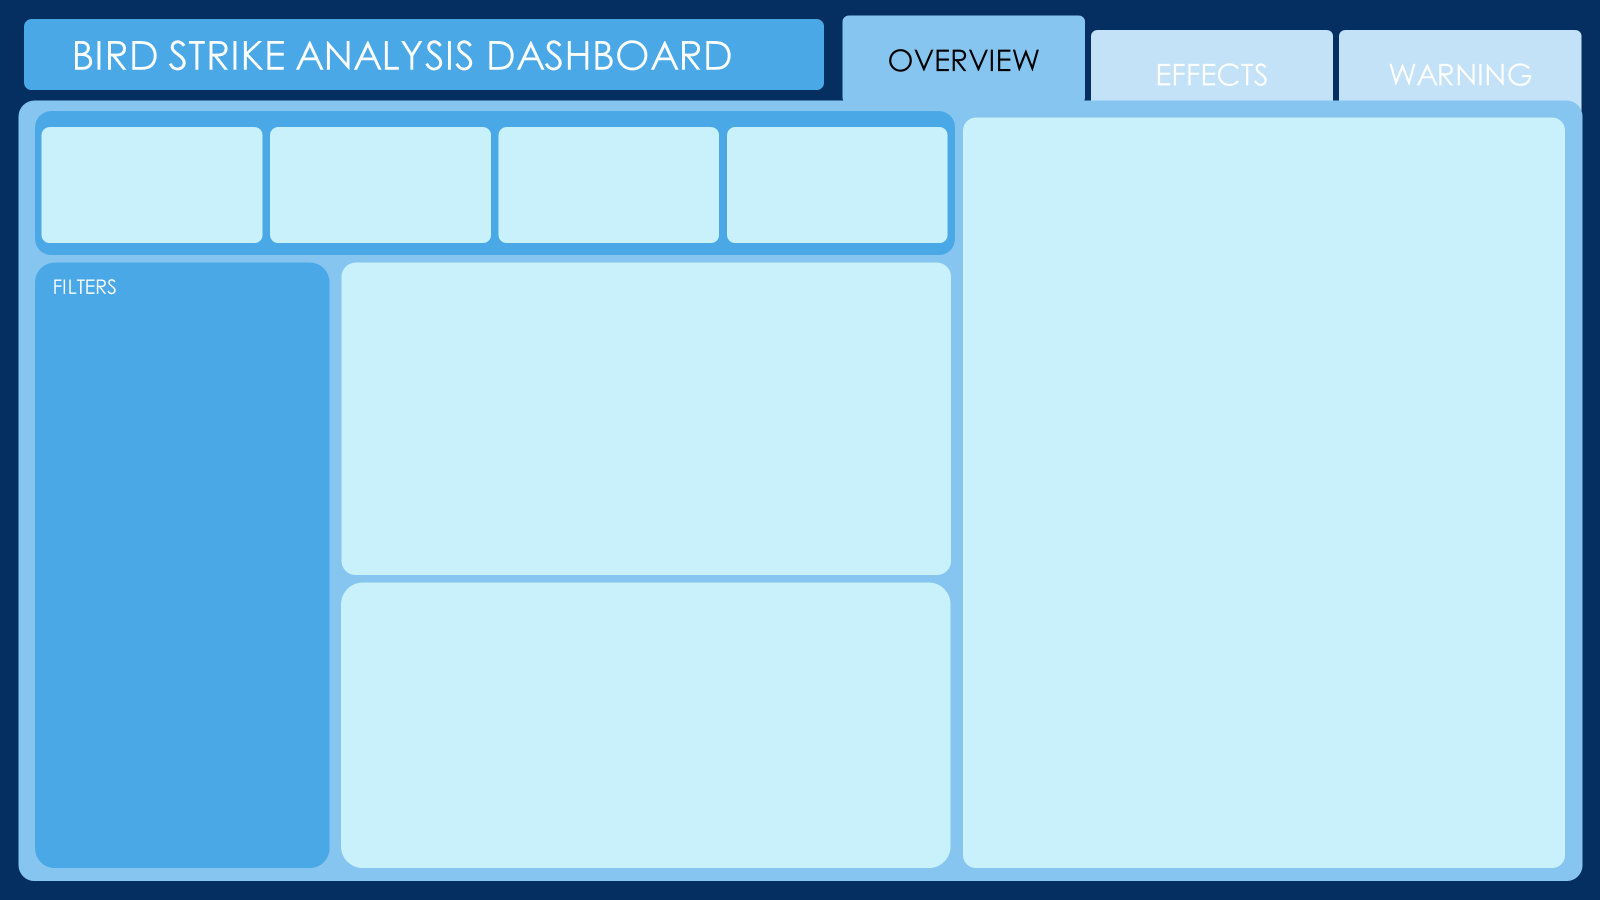 BIRD STRIKE ANALYSIS DASHBOARD
OVERVIEW
EFFECTS
WARNING
FILTERS